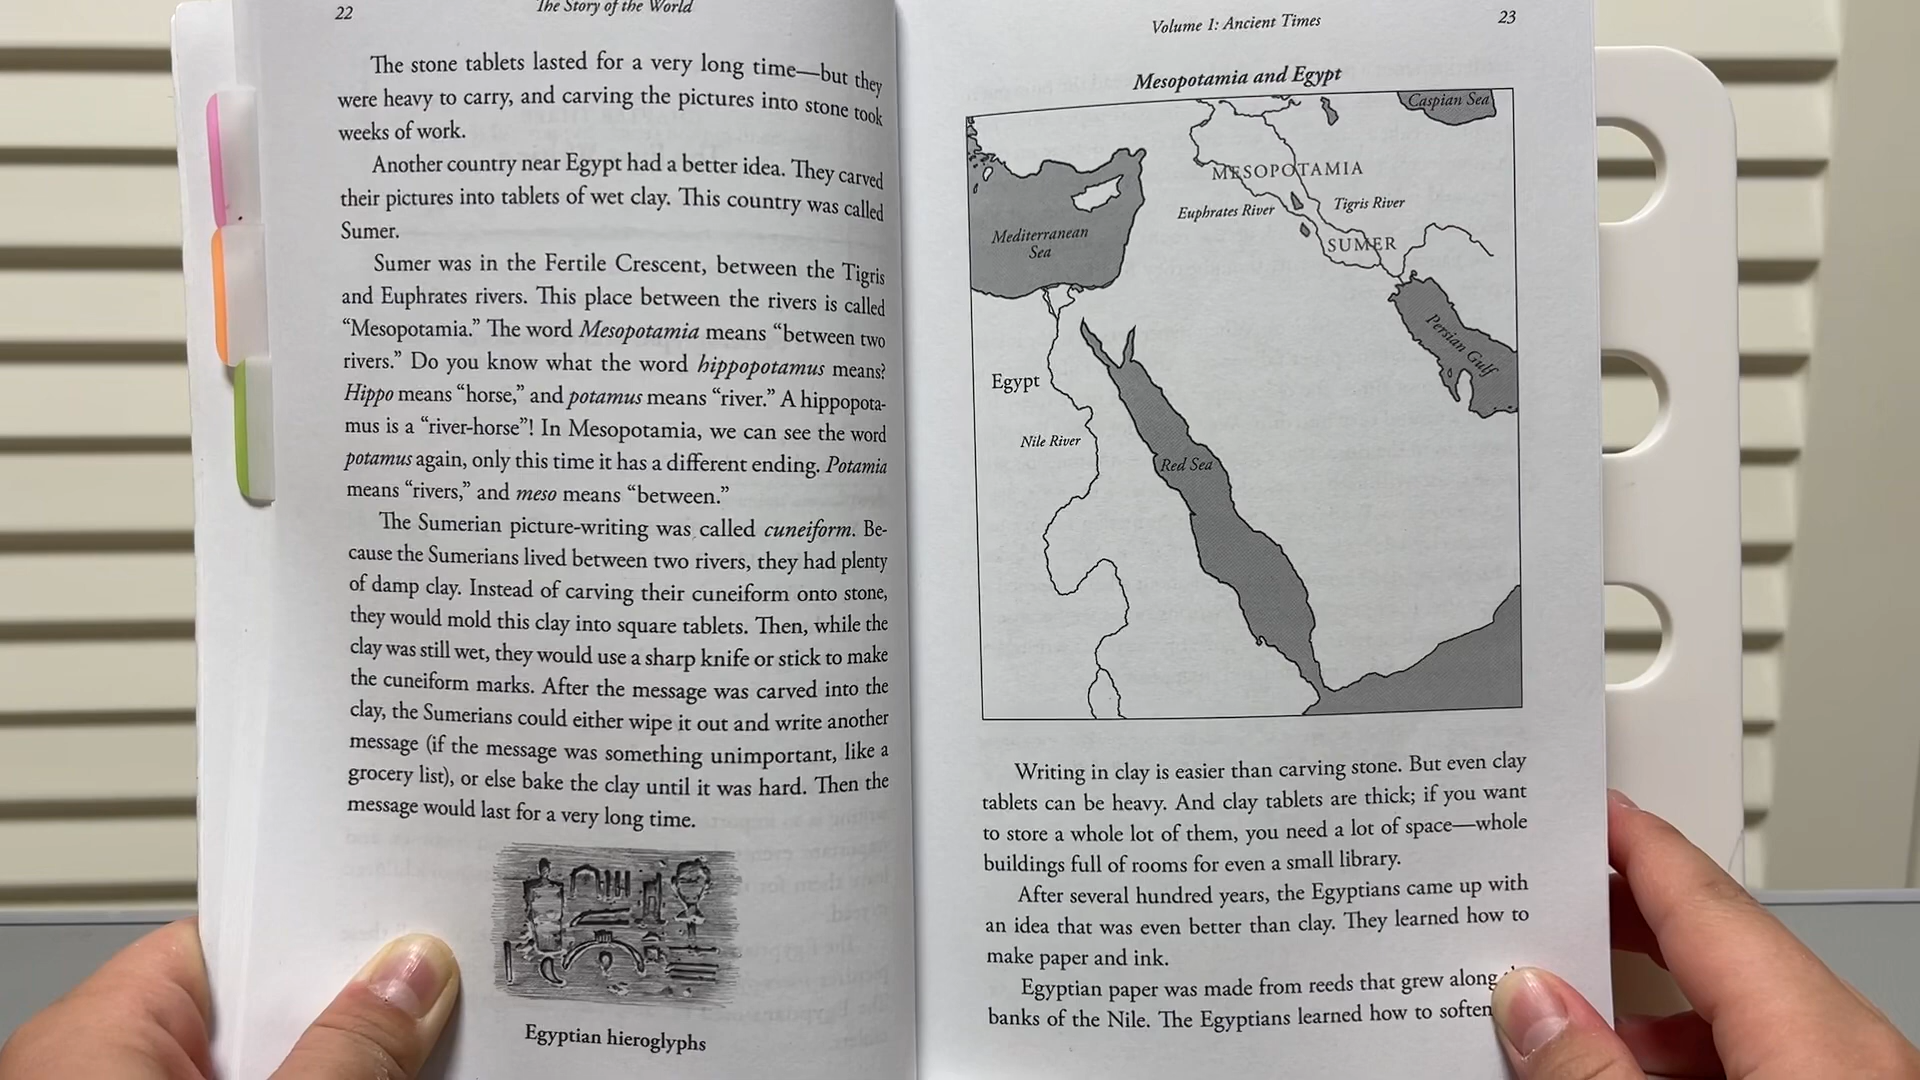 22
The Story of the World
The stone tablets lasted for a very long time—but they
were heavy to carry, and carving the pictures into stone took
weeks of work.
Another country near Egypt had a better idea. They carved
their pictures into tablets of wet clay. This country was called
Sumer.
Sumer was in the Fertile Crescent, between the Tigris
and Euphrates rivers. This place between the rivers is called
“Mesopotamia.” The word Mesopotamia means “between two
rivers.” Do you know what the word hippopotamus means?
Hippo means “horse,” and potamus means “river.” A hippopota-
mus is a “river-horse”! In Mesopotamia, we can see the word
potamus again, only this time it has a different ending. Potamia
means “rivers,” and meso means “between.”
The Sumerian picture-writing was called cuneiform. Be-
cause the Sumerians lived between two rivers, they had plenty
of damp clay. Instead of carving their cuneiform onto stone,
they would mold this clay into square tablets. Then, while the
clay was still wet, they would use a sharp knife or stick to make
the cuneiform marks. After the message was carved into the
clay, the Sumerians could either wipe it out and write another
message (if the message was something unimportant, like a
grocery list), or else bake the clay until it was hard. Then the
message would last for a very long time.
Egyptian hieroglyphs
Volume 1: Ancient Times
23
Mesopotamia and Egypt
Caspian Sea
MESOPOTAMIA
Euphrates River
Tigris River
Mediterranean
Sea
SUMER
Persian Gulf
Egypt
Nile River
Red Sea
Writing in clay is easier than carving stone. But even clay
tablets can be heavy. And clay tablets are thick; if you want
to store a whole lot of them, you need a lot of space—whole
buildings full of rooms for even a small library.
After several hundred years, the Egyptians came up with
an idea that was even better than clay. They learned how to
make paper and ink.
Egyptian paper was made from reeds that grew along
banks of the Nile. The Egyptians learned how to soften